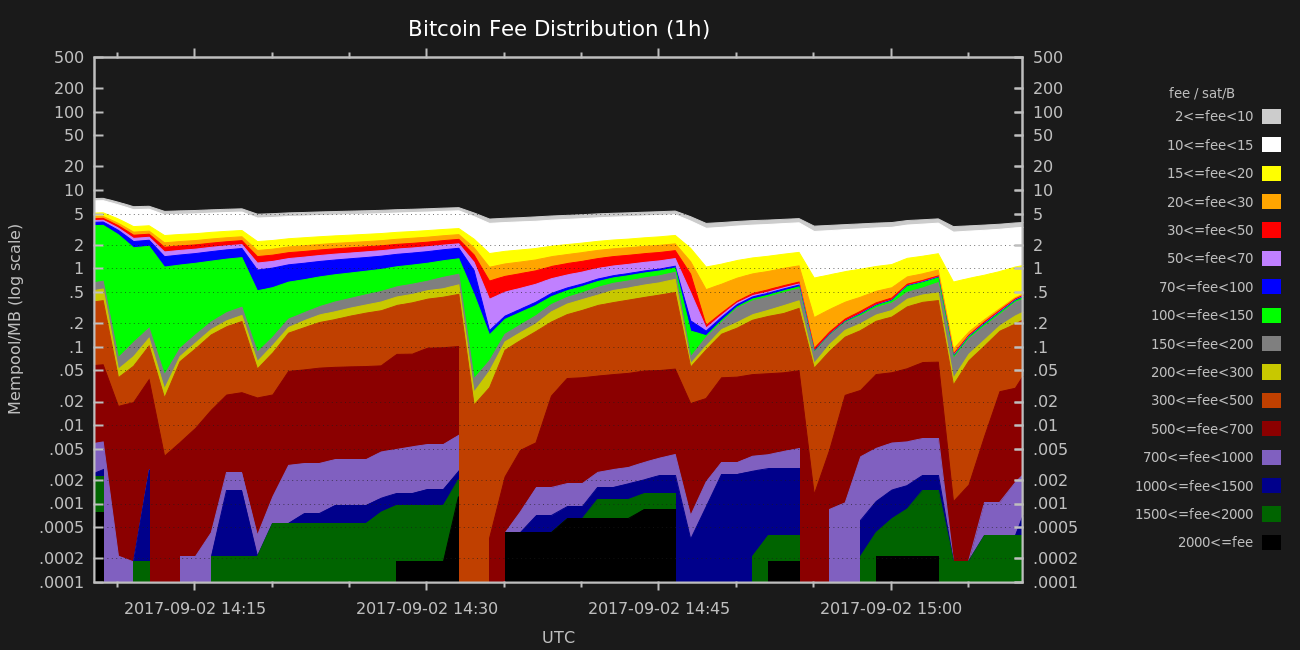 Bitcoin Fee Distribution (1h)
500 500
200 200
100 100
50 50
20 20
10 10
5 5
2 2
1 1
.5 .5
.2 .2
.1 .1
.05 .05
.02 .02
.01 .01
.005 .005
.002 .002
.001 .001
.0005 .0005
.0002 .0002
.0001 .0001
Mempool/MB (log scale)
2017-09-02 14:15 2017-09-02 14:30 2017-09-02 14:45 2017-09-02 15:00
UTC
fee / sat/B
2<=fee<10
10<=fee<15
15<=fee<20
20<=fee<30
30<=fee<50
50<=fee<70
70<=fee<100
100<=fee<150
150<=fee<200
200<=fee<300
300<=fee<500
500<=fee<700
700<=fee<1000
1000<=fee<1500
1500<=fee<2000
2000<=fee